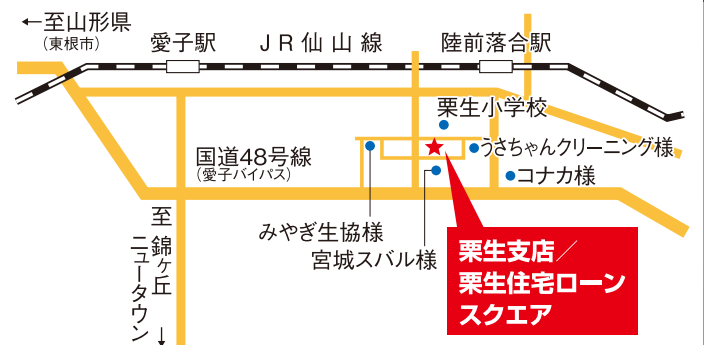 ←至山形県
（東根市）
愛子駅
JR仙山線
陸前落合駅
栗生小学校
うさちゃんクリーニング様
国道48号線
（愛子バイパス）
コナカ様
みやぎ生協様
宮城スバル様
至 錦ヶ丘
ニュータウン→
栗生支店／
栗生住宅ローン
スクエア